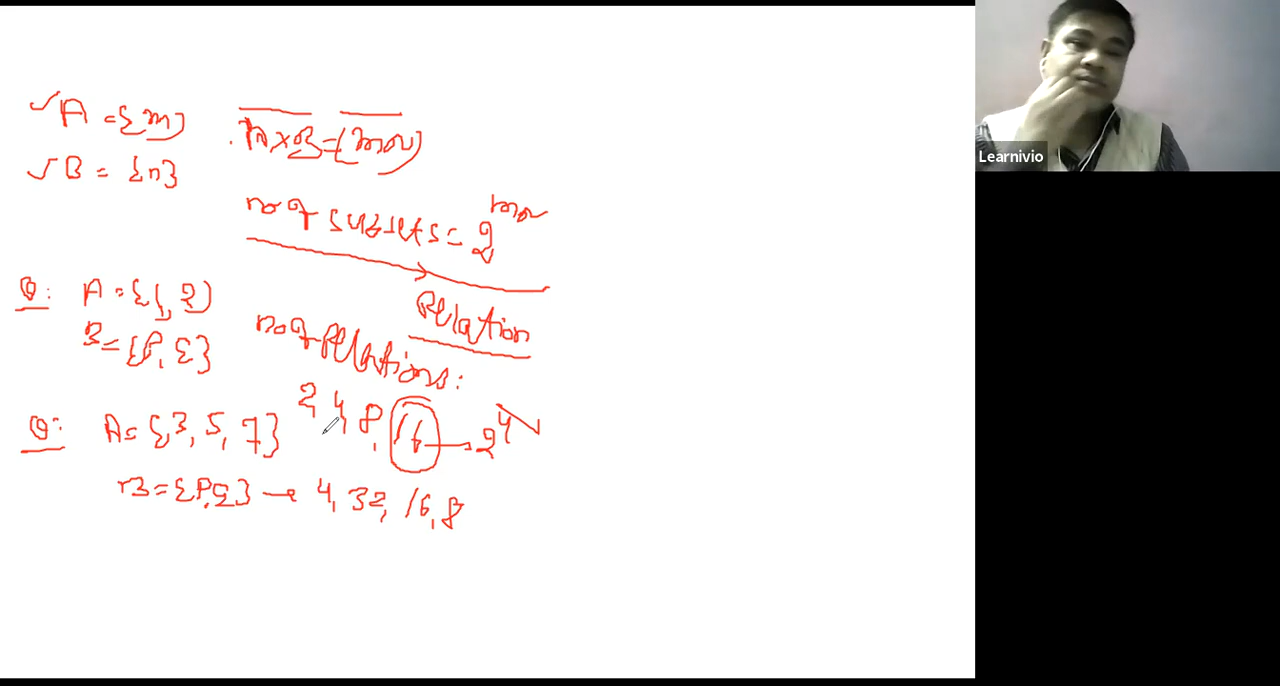 A = {m}
A×B = (mn)
B = {n}
no of subsets = 2^mn
Relation
Q: A = {1, 2}
B = {P, Q}
no of Relations:
2, 4, 8, 16 → 2^4
Q: A = {3, 5, 7}
B = {P, Q} → 4, 32, 16, 8
Learnivio